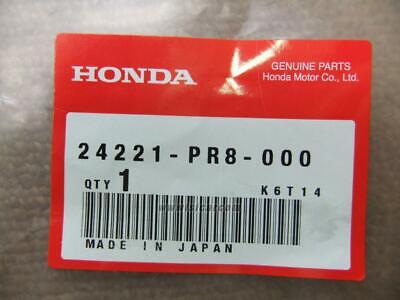 HONDA
GENUINE PARTS
Honda Motor Co., Ltd.
24221-PR8-000
QTY 1
K6T14
MADE IN JAPAN